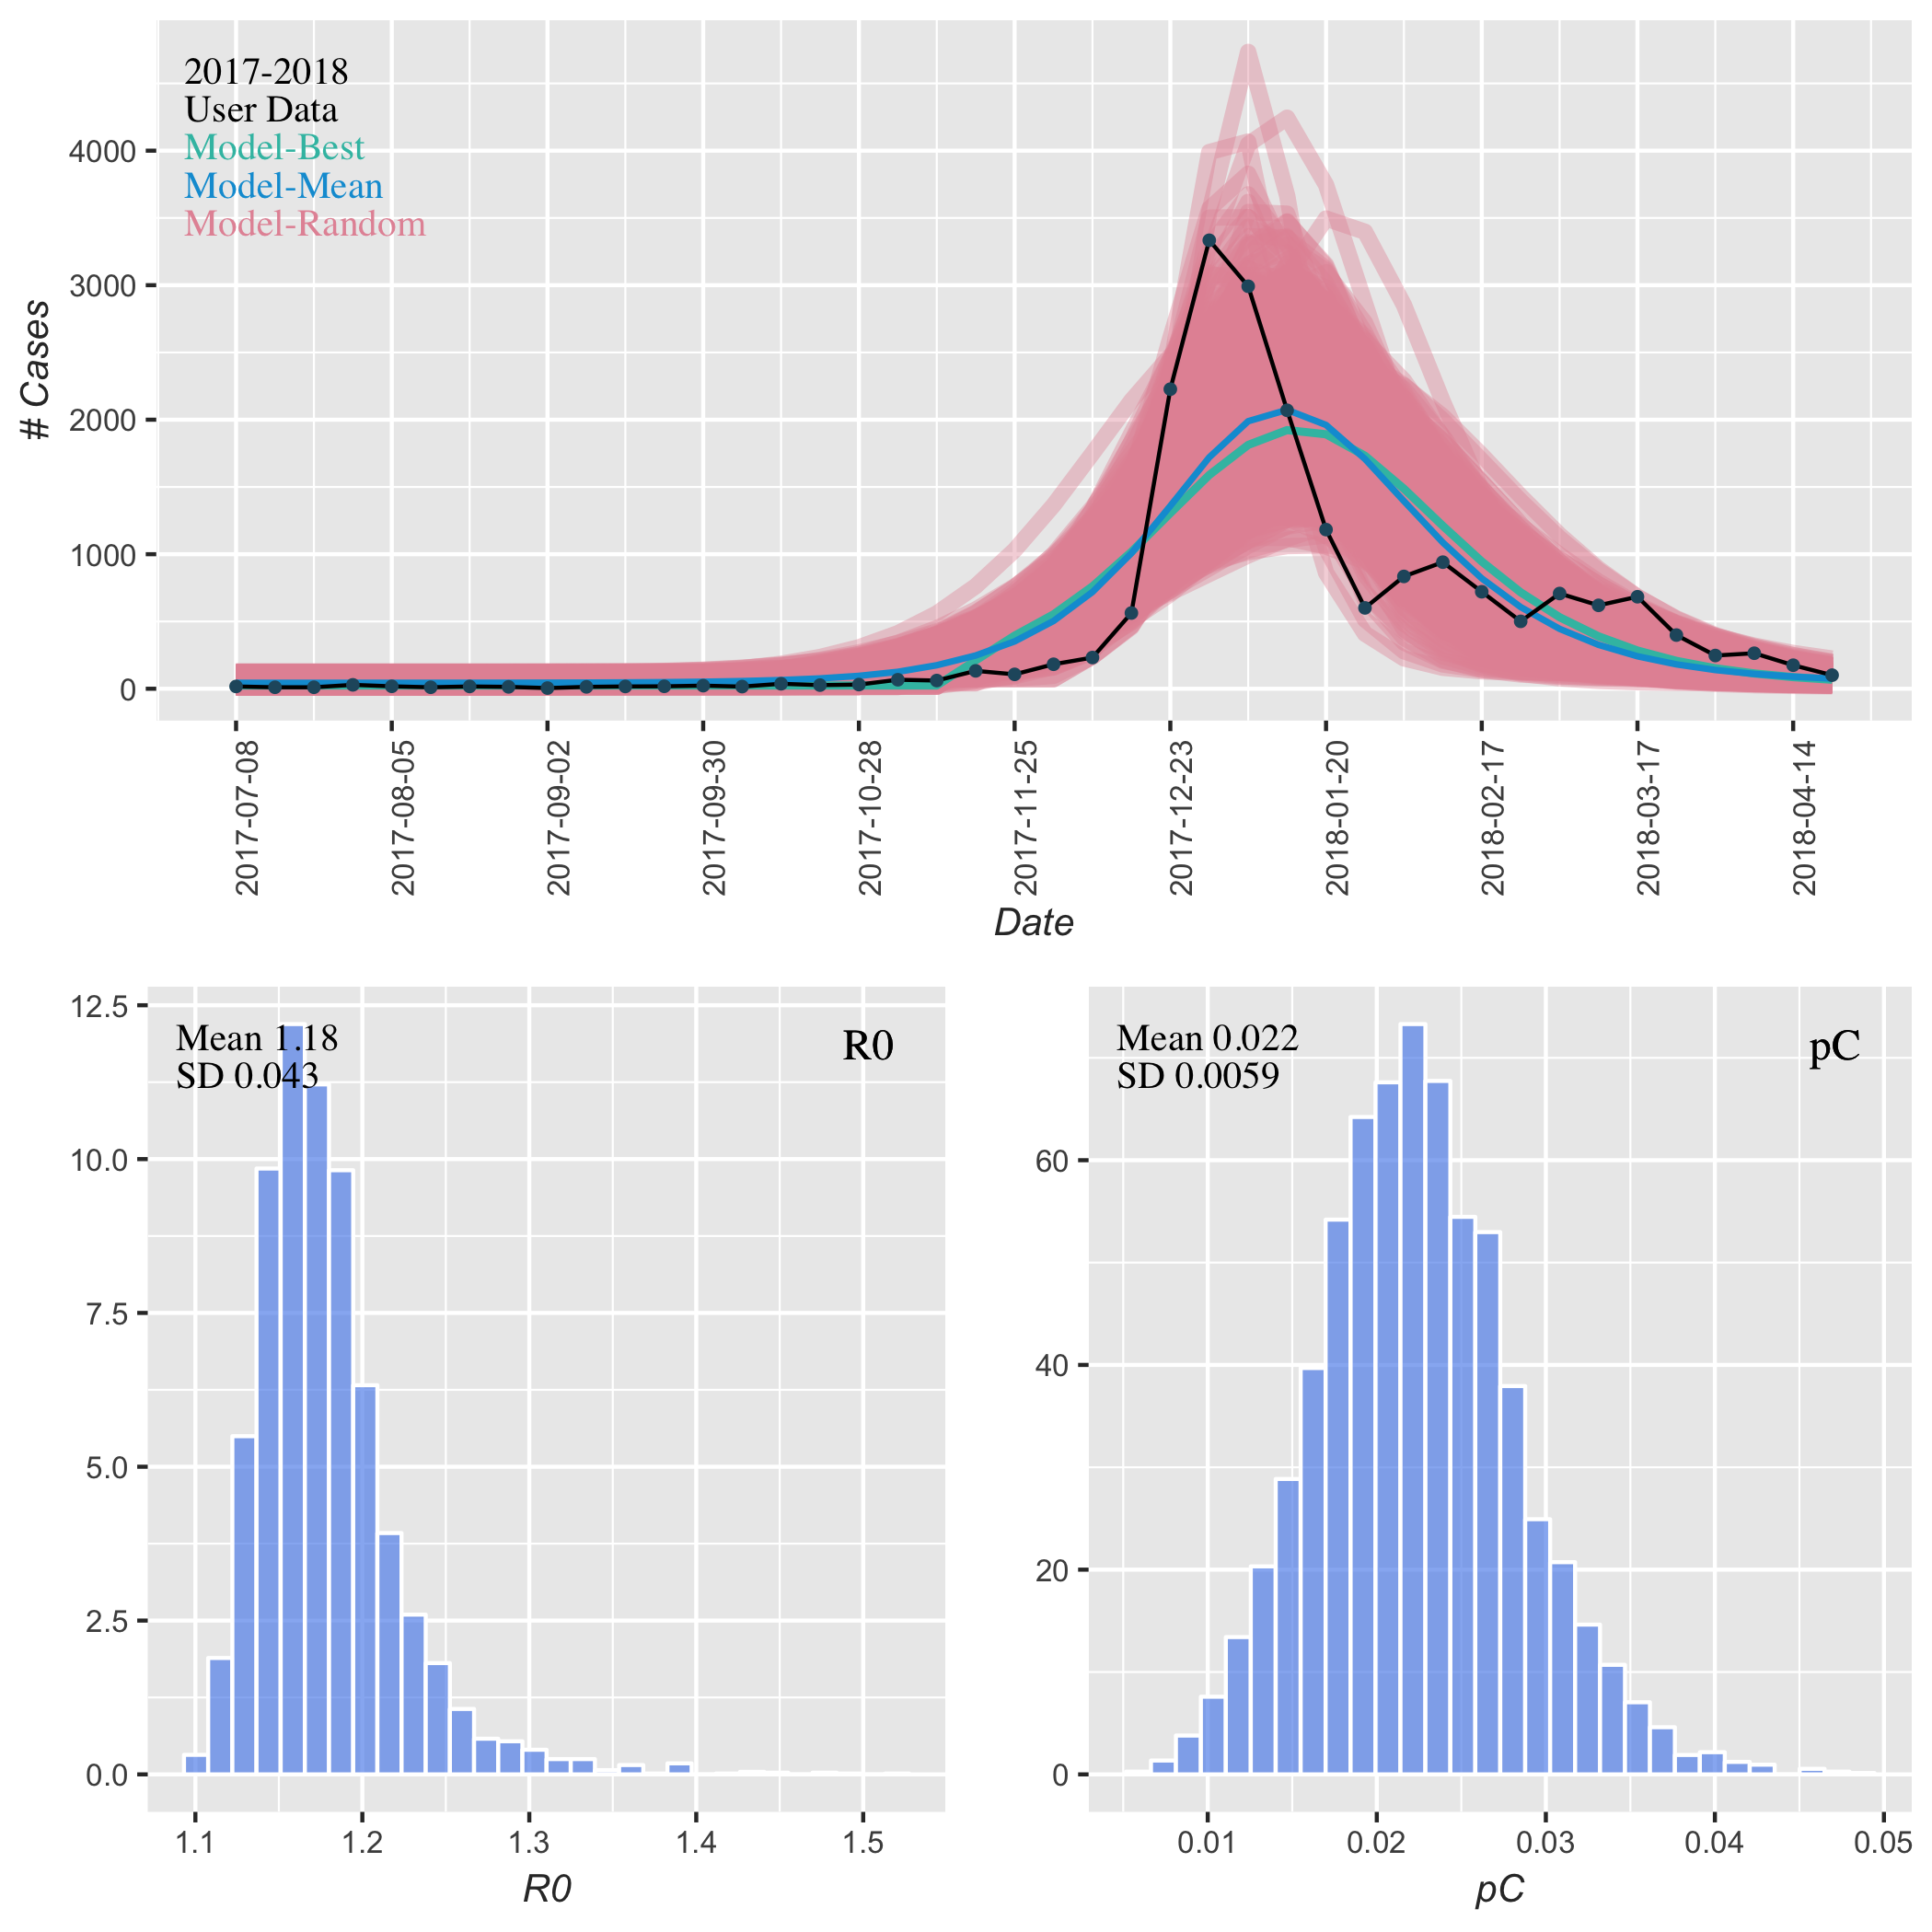 2017-2018
User Data
Model-Best
Model-Mean
Model-Random
# Cases
4000
3000
2000
1000
0
2017-07-08
2017-08-05
2017-09-02
2017-09-30
2017-10-28
2017-11-25
2017-12-23
2018-01-20
2018-02-17
2018-03-17
2018-04-14
Date
12.5
10.0
7.5
5.0
2.5
0.0
Mean 1.18
SD 0.043
R0
1.1
1.2
1.3
1.4
1.5
R0
60
40
20
0
Mean 0.022
SD 0.0059
pC
0.01
0.02
0.03
0.04
0.05
pC